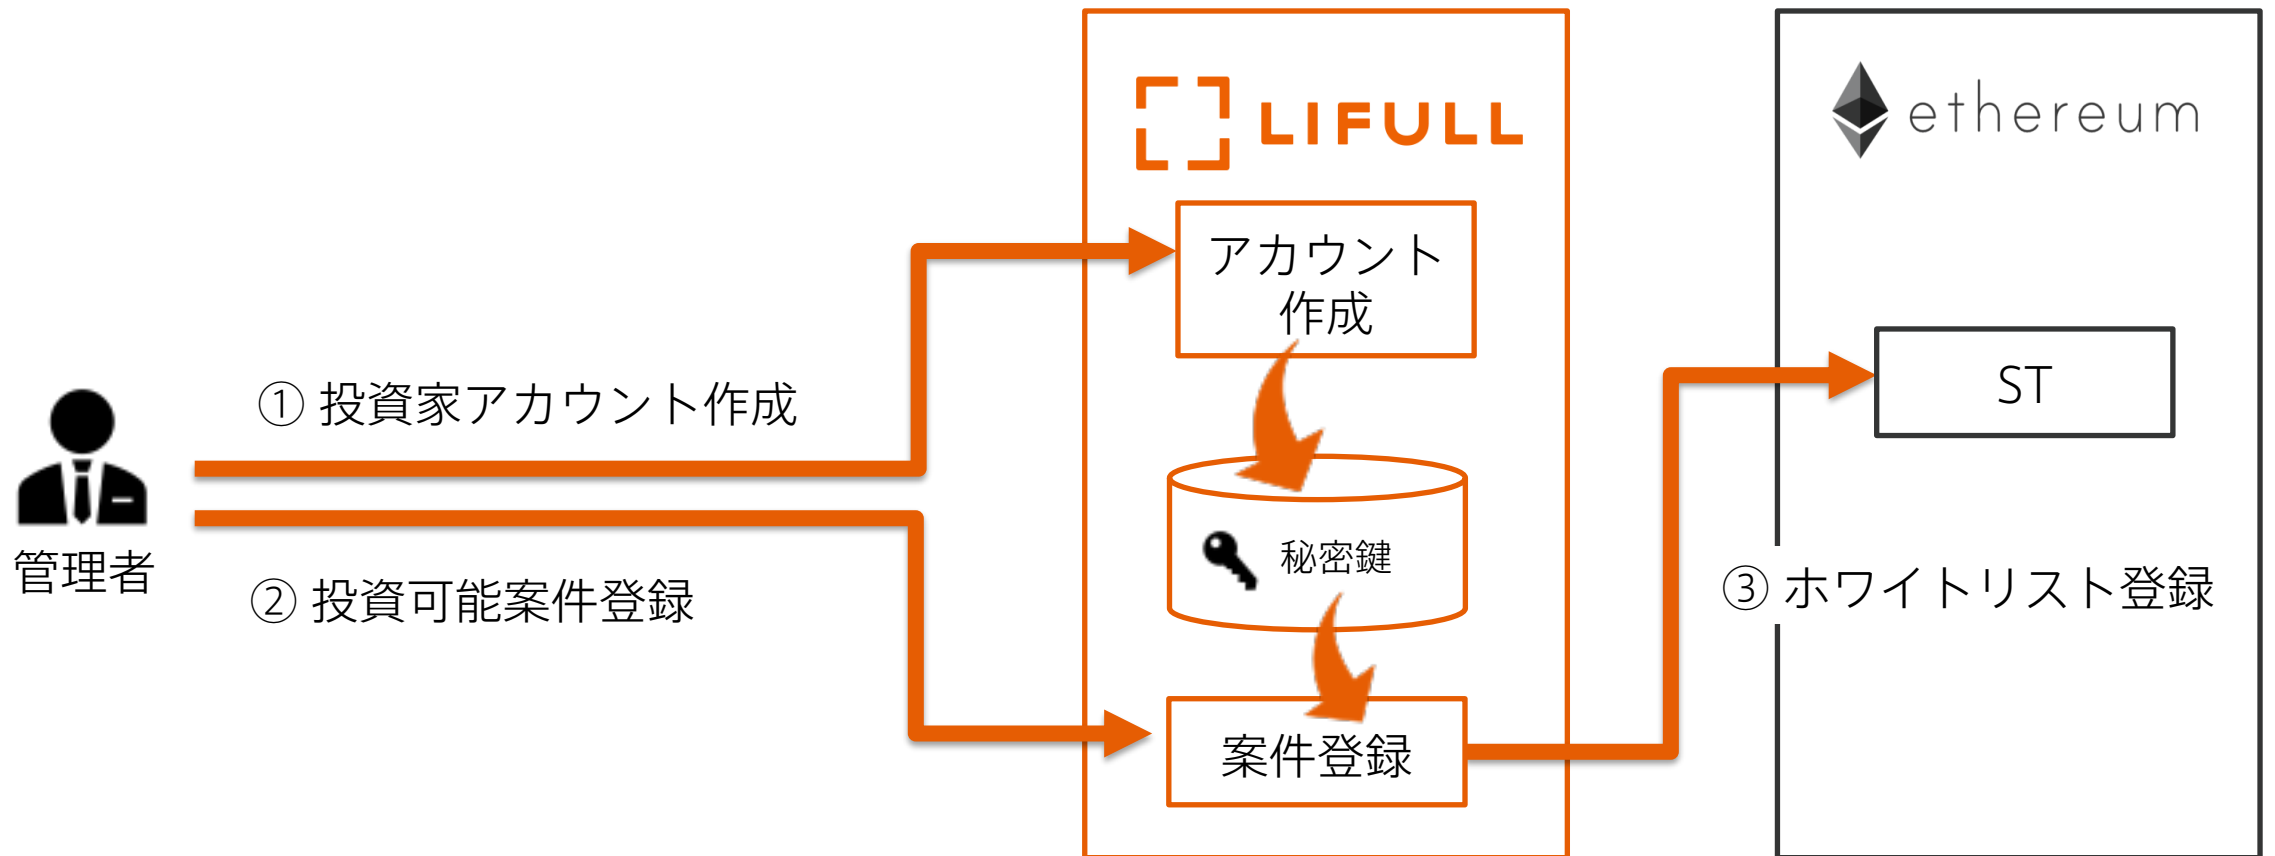 LIFULL
ethereum
アカウント
作成
ST
① 投資家アカウント作成
秘密鍵
管理者
② 投資可能案件登録
③ ホワイトリスト登録
案件登録